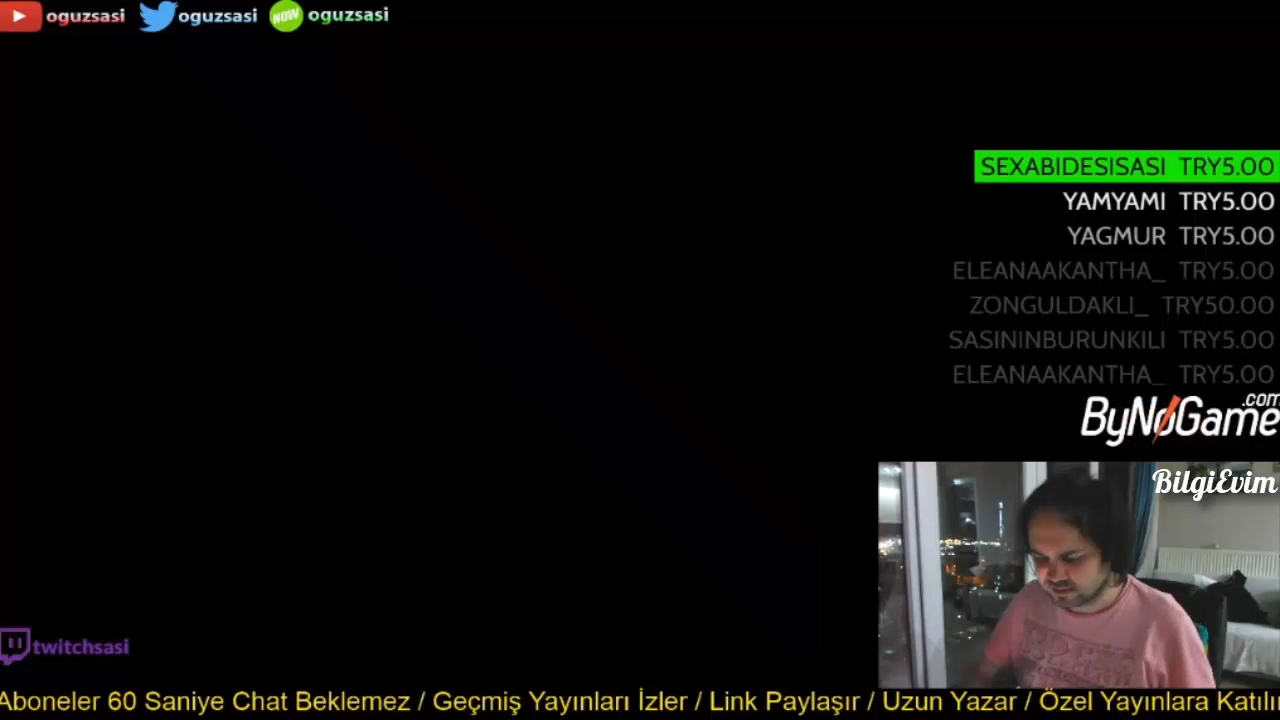 oguzsasi oguzsasi NOW oguzsasi
SEXABIDESISASI TRY5.00
YAMYAMI TRY5.00
YAGMUR TRY5.00
ELEANAAKANTHA_ TRY5.00
ZONGULDAKLI_ TRY50.00
SASININBURUNKILI TRY5.00
ELEANAAKANTHA_ TRY5.00
ByNoGame.com
BilgiEvim
twitchsasi
Aboneler 60 Saniye Chat Beklemez / Geçmiş Yayınları İzler / Link Paylaşır / Uzun Yazar / Özel Yayınlara Katılı